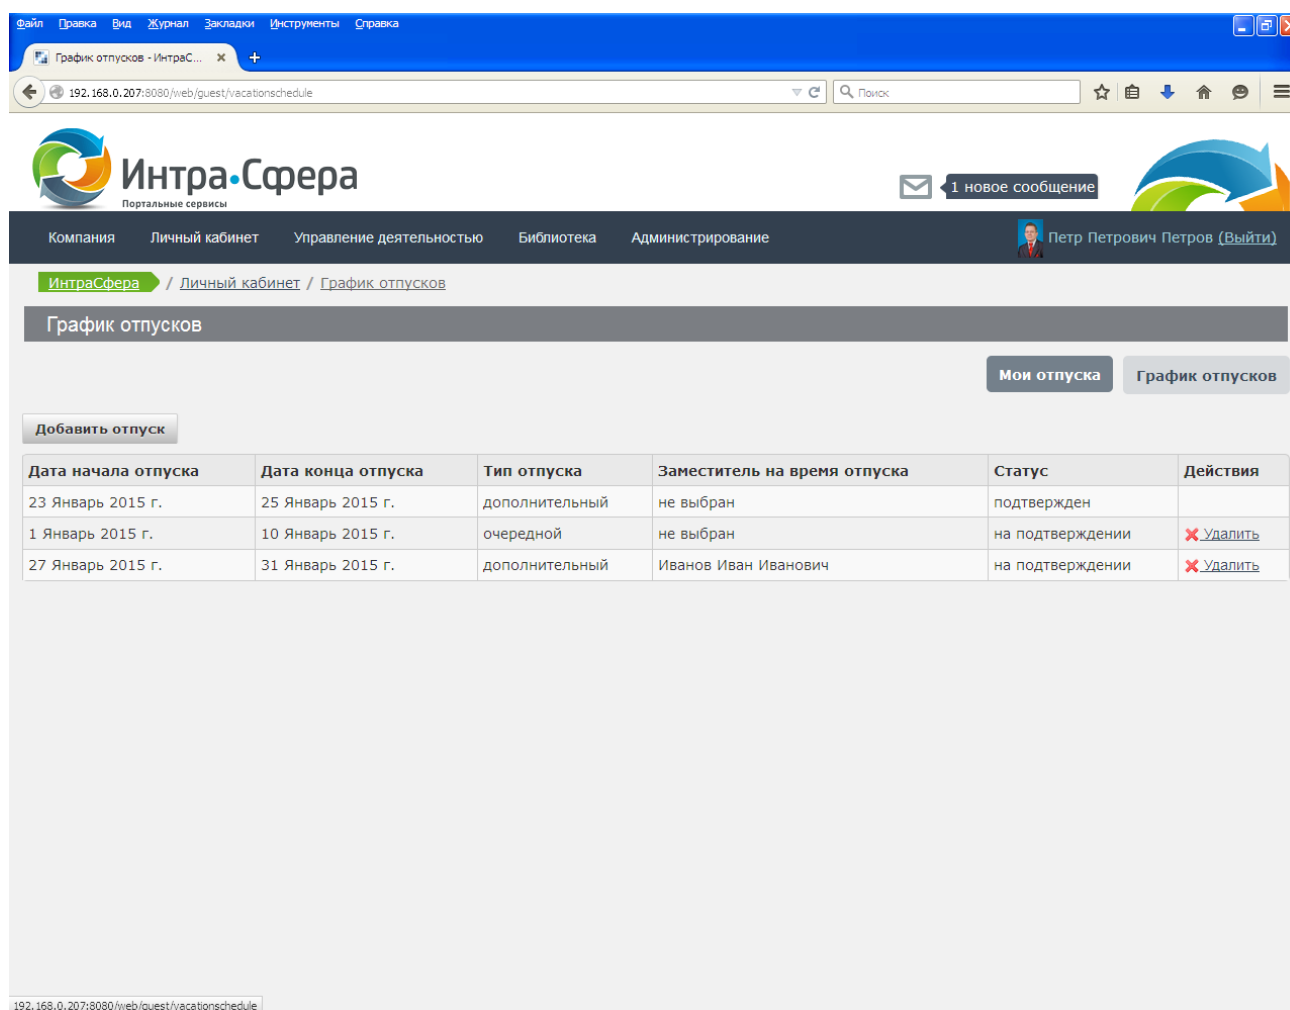 Файл Правка Вид Журнал Закладки Инструменты Справка
График отпусков - ИнтраС...
192.168.0.207:8080/web/guest/vacationschedule Поиск
Интра•Сфера
Портальные сервисы
1 новое сообщение
Компания Личный кабинет Управление деятельностью Библиотека Администрирование Петр Петрович Петров (Выйти)
ИнтраСфера / Личный кабинет / График отпусков
График отпусков
Мои отпуска График отпусков
Добавить отпуск
Дата начала отпуска Дата конца отпуска Тип отпуска Заместитель на время отпуска Статус Действия
23 Январь 2015 г. 25 Январь 2015 г. дополнительный не выбран подтвержден
1 Январь 2015 г. 10 Январь 2015 г. очередной не выбран на подтверждении Удалить
27 Январь 2015 г. 31 Январь 2015 г. дополнительный Иванов Иван Иванович на подтверждении Удалить
192.168.0.207:8080/web/guest/vacationschedule